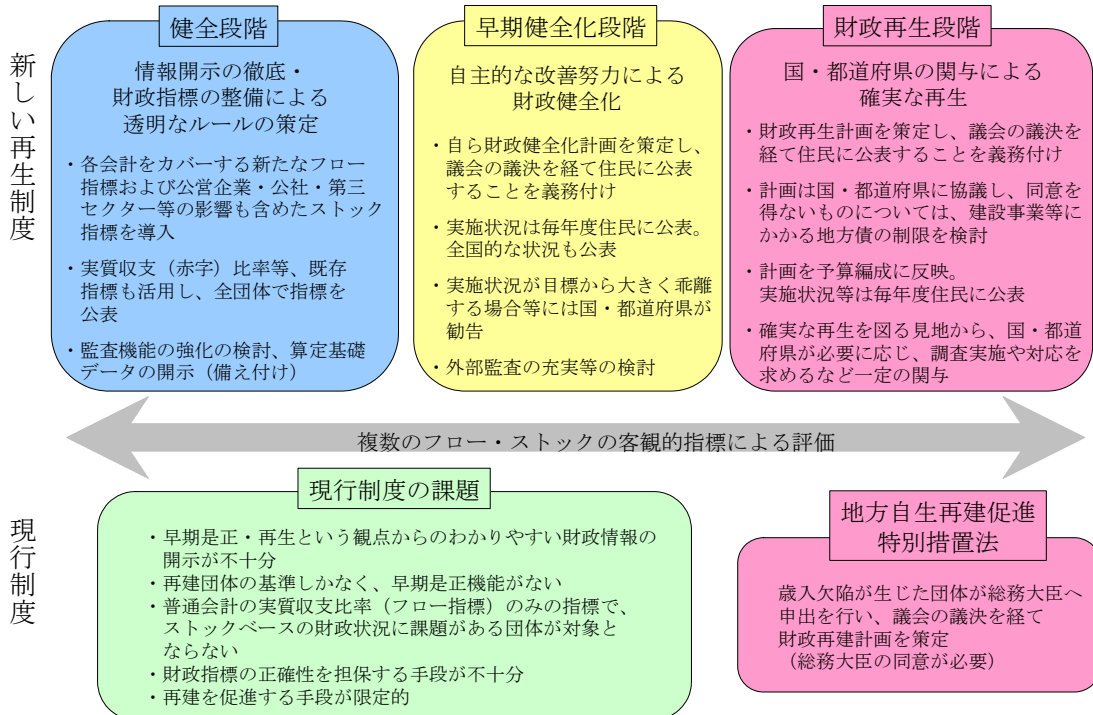 新しい再生制度
健全段階
情報開示の徹底・
財政指標の整備による
透明なルールの策定
・各会計をカバーする新たなフロー
指標および公営企業・公社・第三
セクター等の影響も含めたストック
指標を導入
・実質収支（赤字）比率等、既存
指標も活用し、全団体で指標を
公表
・監査機能の強化の検討、算定基礎
データの開示（備え付け）
早期健全化段階
自主的な改善努力による
財政健全化
・自ら財政健全化計画を策定し、
議会の議決を経て住民に公表
することを義務付け
・実施状況は毎年度住民に公表。
全国的な状況も公表
・実施状況が目標から大きく乖離
する場合等には国・都道府県が
勧告
・外部監査の充実等の検討
財政再生段階
国・都道府県の関与による
確実な再生
・財政再生計画を策定し、議会の議決を
経て住民に公表することを義務付け
・計画は国・都道府県に協議し、同意を
得ないものについては、建設事業等に
かかる地方債の制限を検討
・計画を予算編成に反映。
実施状況等は毎年度住民に公表
・確実な再生を図る見地から、国・都道
府県が必要に応じ、調査実施や対応を
求めるなど一定の関与
複数のフロー・ストックの客観的指標による評価
現行制度
現行制度の課題
・早期是正・再生という観点からのわかりやすい財政情報の
開示が不十分
・再建団体の基準しかなく、早期是正機能がない
・普通会計の実質収支比率（フロー指標）のみの指標で、
ストックベースの財政状況に課題がある団体が対象と
ならない
・財政指標の正確性を担保する手段が不十分
・再建を促進する手段が限定的
地方自生再建促進
特別措置法
歳入欠陥が生じた団体が総務大臣へ
申出を行い、議会の議決を経て
財政再建計画を策定
（総務大臣の同意が必要）